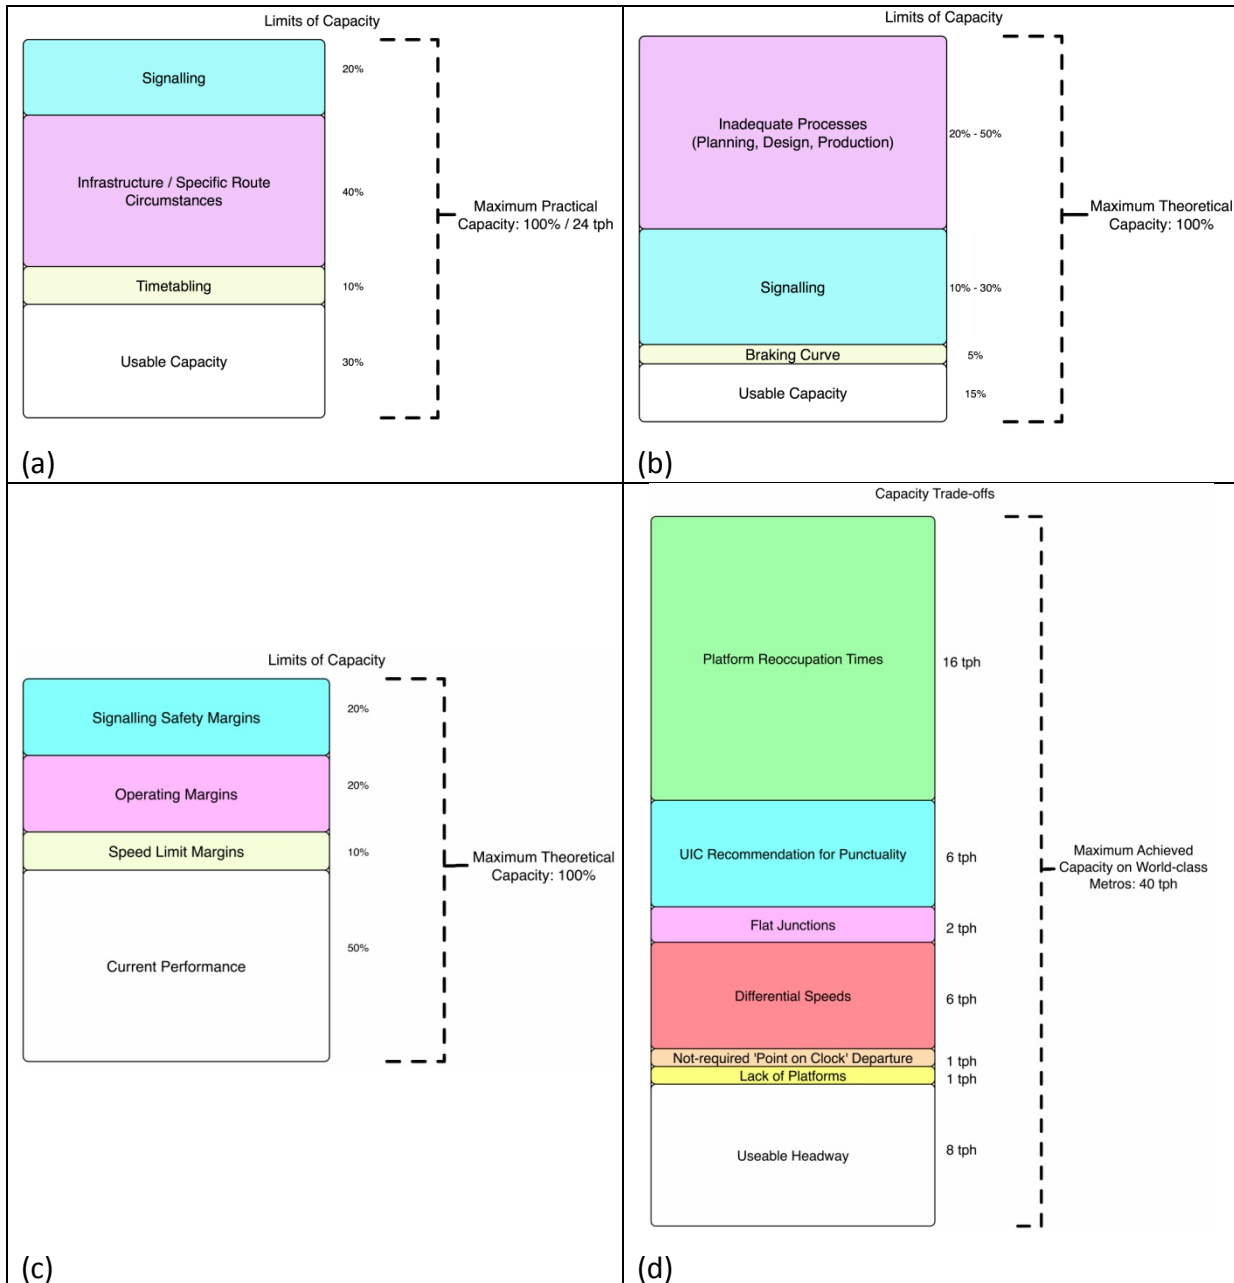 Limits of Capacity
Signalling
20%
Infrastructure / Specific Route
Circumstances
40%
Timetabling
10%
Usable Capacity
30%
Maximum Practical
Capacity: 100% / 24 tph
(a)
Limits of Capacity
Inadequate Processes
(Planning, Design, Production)
20% - 50%
Signalling
10% - 30%
Braking Curve
5%
Usable Capacity
15%
Maximum Theoretical
Capacity: 100%
(b)
Limits of Capacity
Signalling Safety Margins
20%
Operating Margins
20%
Speed Limit Margins
10%
Current Performance
50%
Maximum Theoretical
Capacity: 100%
(c)
Capacity Trade-offs
Platform Reoccupation Times
16 tph
UIC Recommendation for Punctuality
6 tph
Flat Junctions
2 tph
Differential Speeds
6 tph
Not-required 'Point on Clock' Departure
1 tph
Lack of Platforms
1 tph
Useable Headway
8 tph
Maximum Achieved
Capacity on World-class
Metros: 40 tph
(d)